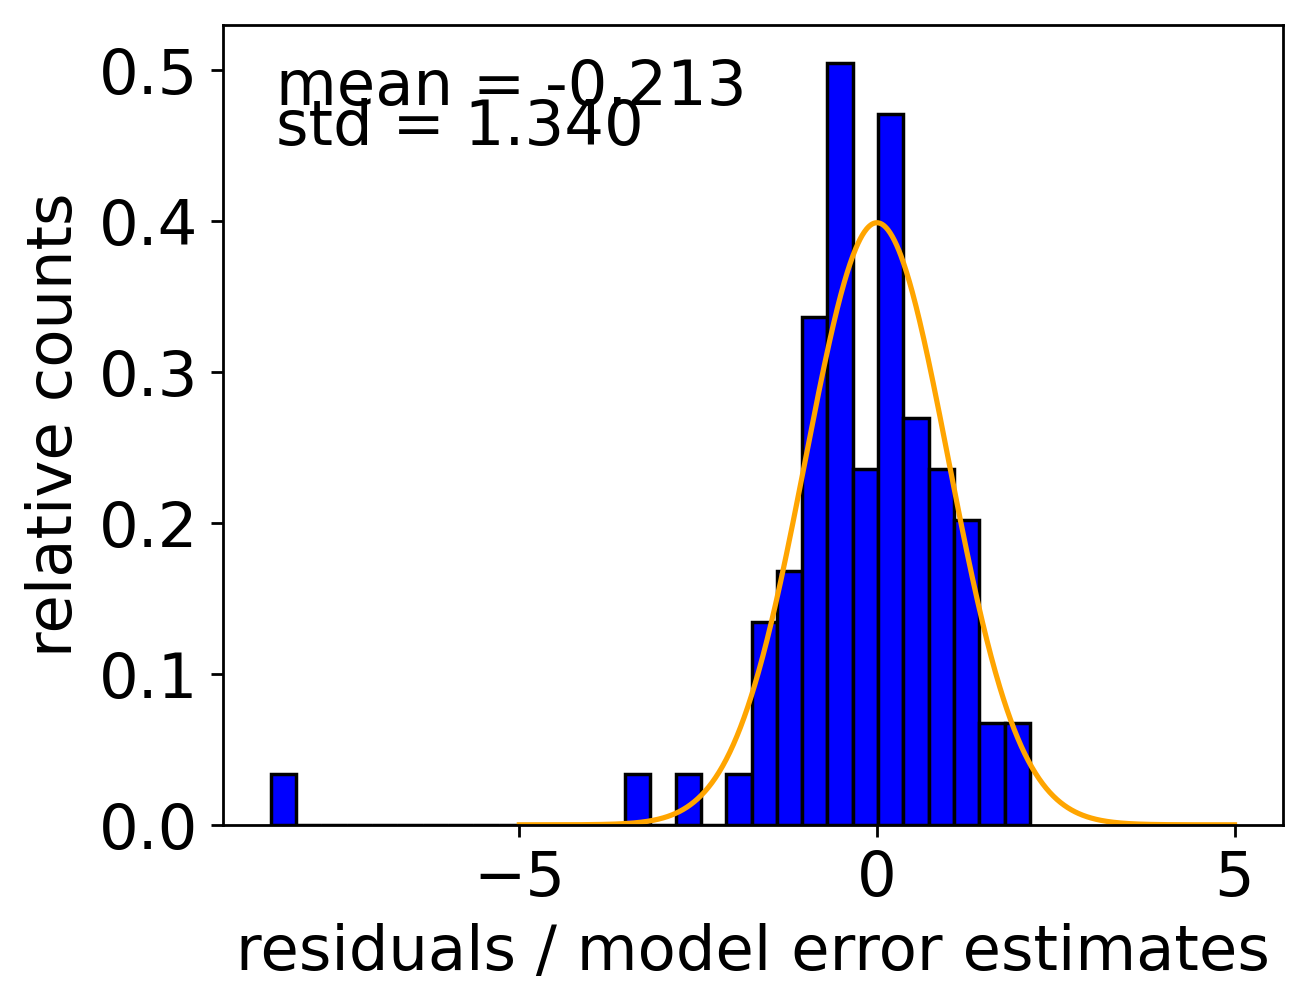 mean = -0.213
std = 1.340
0.5
0.4
0.3
0.2
0.1
0.0
relative counts
−5
0
5
residuals / model error estimates